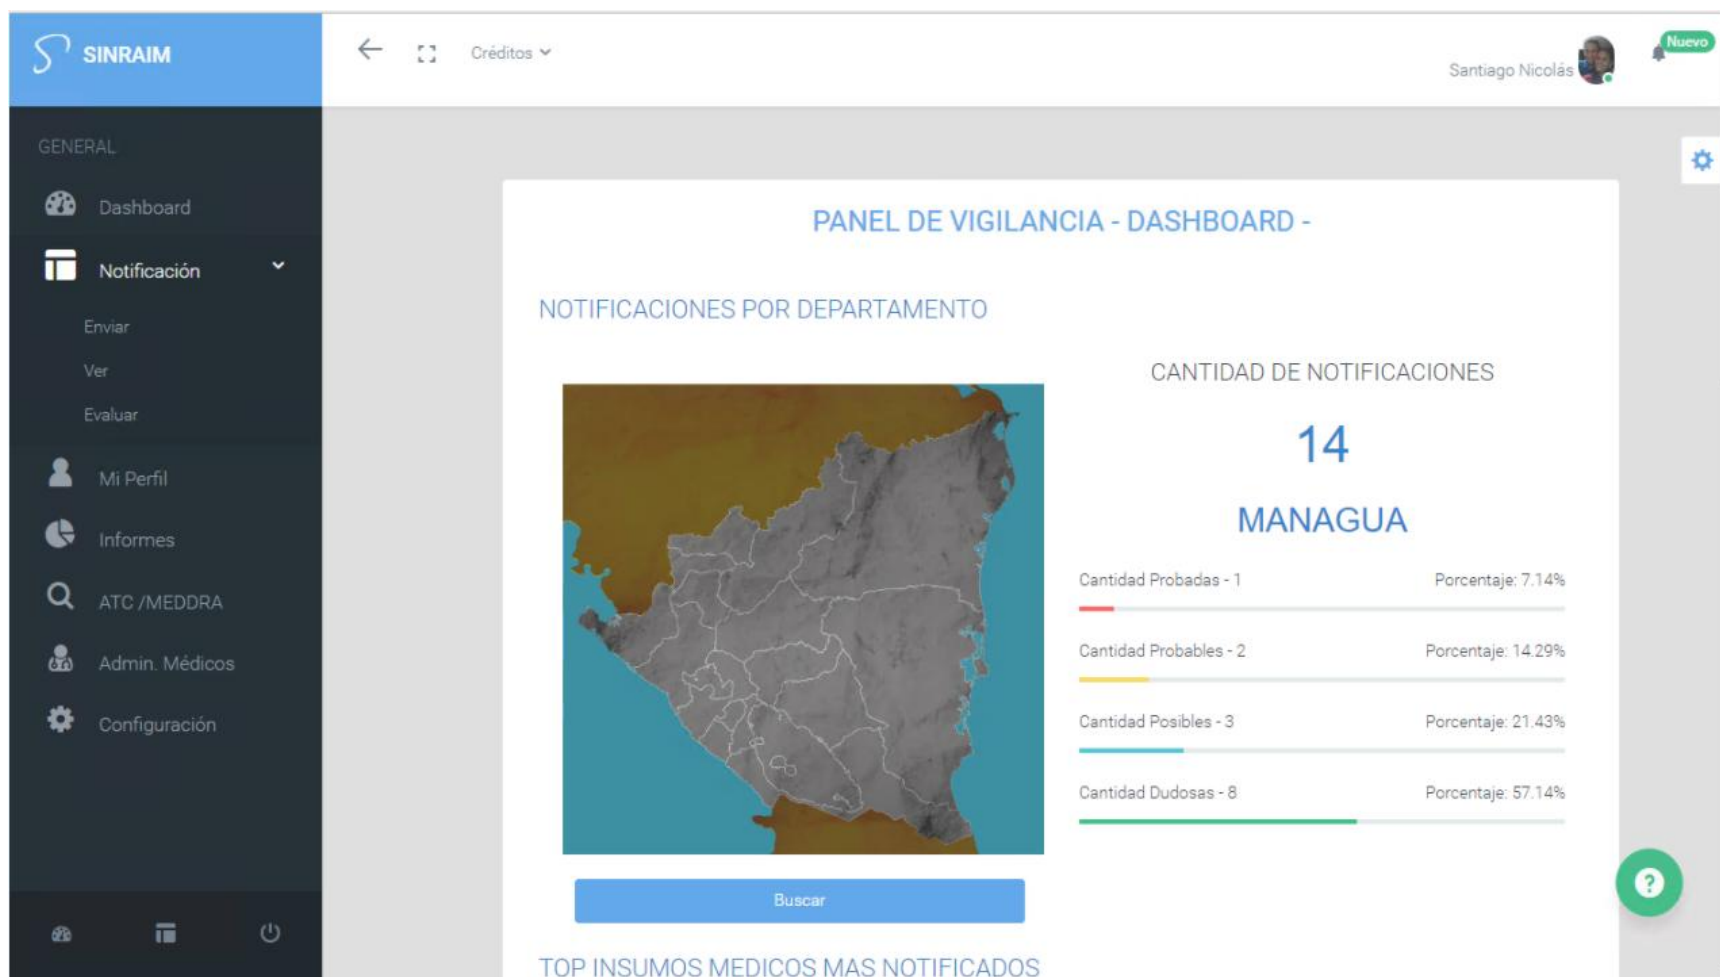 SINRAIM
Créditos
Santiago Nicolás
Nuevo
GENERAL
Dashboard
Notificación
Enviar
Ver
Evaluar
Mi Perfil
Informes
ATC /MEDDRA
Admin. Médicos
Configuración
PANEL DE VIGILANCIA - DASHBOARD -
NOTIFICACIONES POR DEPARTAMENTO
CANTIDAD DE NOTIFICACIONES
14
MANAGUA
Cantidad Probadas - 1 Porcentaje: 7.14%
Cantidad Probables - 2 Porcentaje: 14.29%
Cantidad Posibles - 3 Porcentaje: 21.43%
Cantidad Dudosas - 8 Porcentaje: 57.14%
Buscar
?
TOP INSUMOS MEDICOS MAS NOTIFICADOS